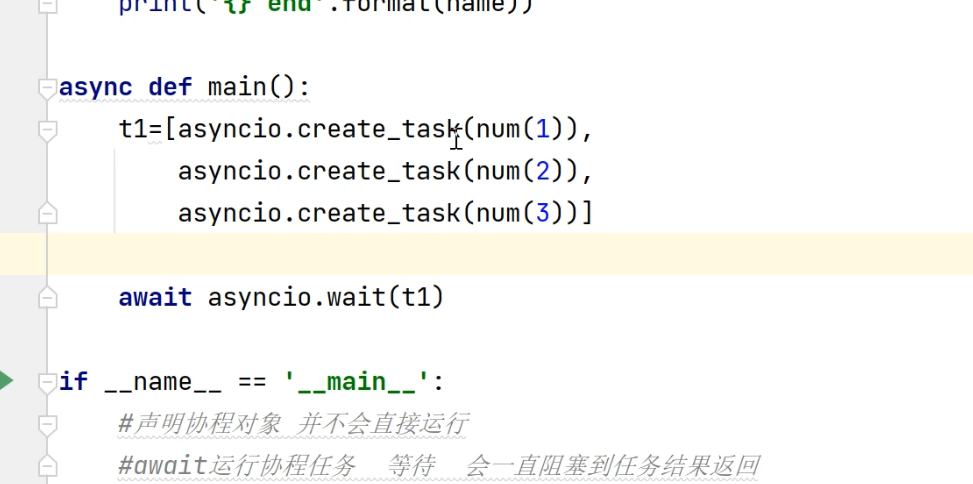 print('{} end'.format(name))
async def main():
t1=[asyncio.create_task(num(1)),
asyncio.create_task(num(2)),
asyncio.create_task(num(3))]
await asyncio.wait(t1)
if __name__ == '__main__':
#声明协程对象 并不会直接运行
#await运行协程任务 等待 会一直阻塞到任务结果返回